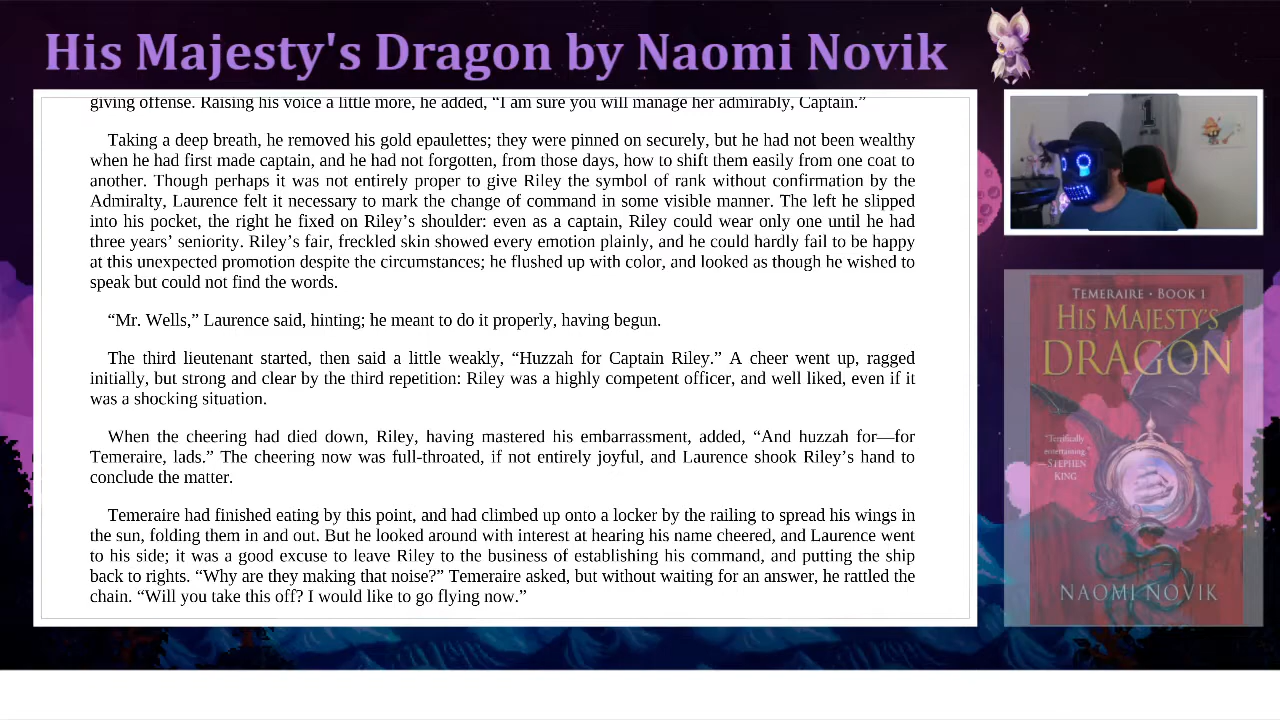 His Majesty's Dragon by Naomi Novik
giving offense. Raising his voice a little more, he added, “I am sure you will manage her admirably, Captain.”
Taking a deep breath, he removed his gold epaulettes; they were pinned on securely, but he had not been wealthy
when he had first made captain, and he had not forgotten, from those days, how to shift them easily from one coat to
another. Though perhaps it was not entirely proper to give Riley the symbol of rank without confirmation by the
Admiralty, Laurence felt it necessary to mark the change of command in some visible manner. The left he slipped
into his pocket, the right he fixed on Riley’s shoulder: even as a captain, Riley could wear only one until he had
three years’ seniority. Riley’s fair, freckled skin showed every emotion plainly, and he could hardly fail to be happy
at this unexpected promotion despite the circumstances; he flushed up with color, and looked as though he wished to
speak but could not find the words.
“Mr. Wells,” Laurence said, hinting; he meant to do it properly, having begun.
The third lieutenant started, then said a little weakly, “Huzzah for Captain Riley.” A cheer went up, ragged
initially, but strong and clear by the third repetition: Riley was a highly competent officer, and well liked, even if it
was a shocking situation.
When the cheering had died down, Riley, having mastered his embarrassment, added, “And huzzah for—for
Temeraire, lads.” The cheering now was full-throated, if not entirely joyful, and Laurence shook Riley’s hand to
conclude the matter.
Temeraire had finished eating by this point, and had climbed up onto a locker by the railing to spread his wings in
the sun, folding them in and out. But he looked around with interest at hearing his name cheered, and Laurence went
to his side; it was a good excuse to leave Riley to the business of establishing his command, and putting the ship
back to rights. “Why are they making that noise?” Temeraire asked, but without waiting for an answer, he rattled the
chain. “Will you take this off? I would like to go flying now.”
1
TEMERAIRE • BOOK 1
HIS MAJESTY'S
DRAGON
“Terrifically
entertaining.”
—STEPHEN
KING
NAOMI NOVIK